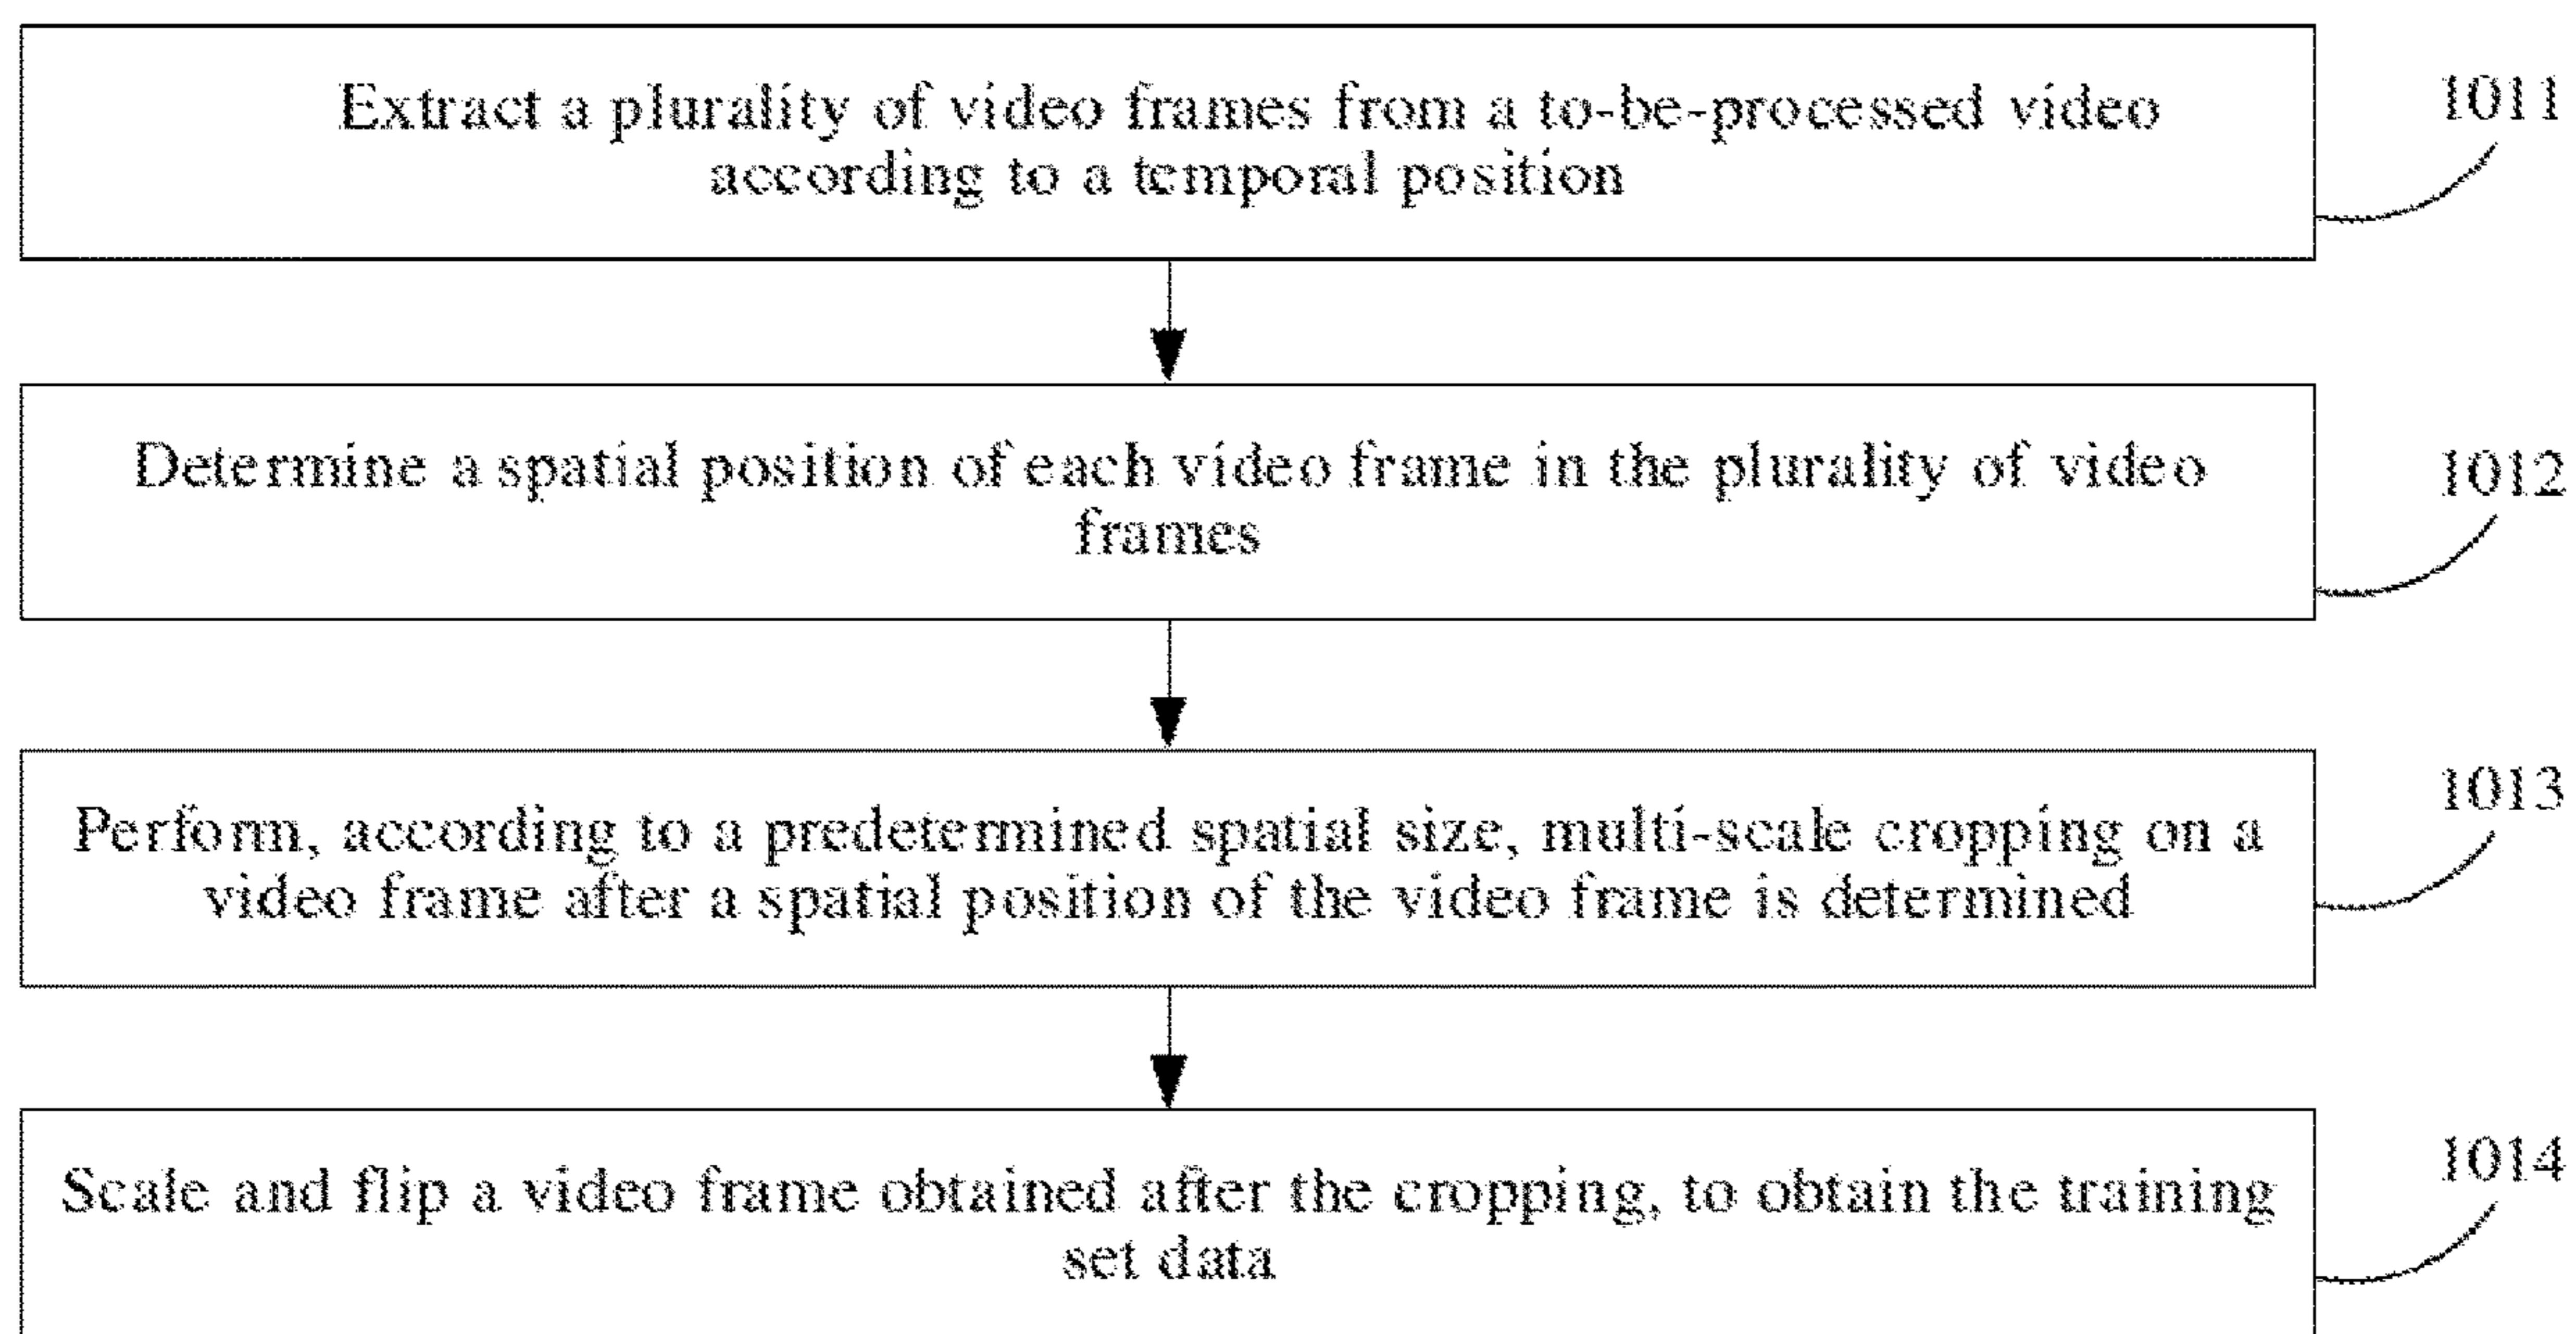 Extract a plurality of video frames from a to-be-processed video
according to a temporal position
1011
Determine a spatial position of each video frame in the plurality of video
frames
1012
Perform, according to a predetermined spatial size, multi-scale cropping on a
video frame after a spatial position of the video frame is determined
1013
Scale and flip a video frame obtained after the cropping, to obtain the training
set data
1014